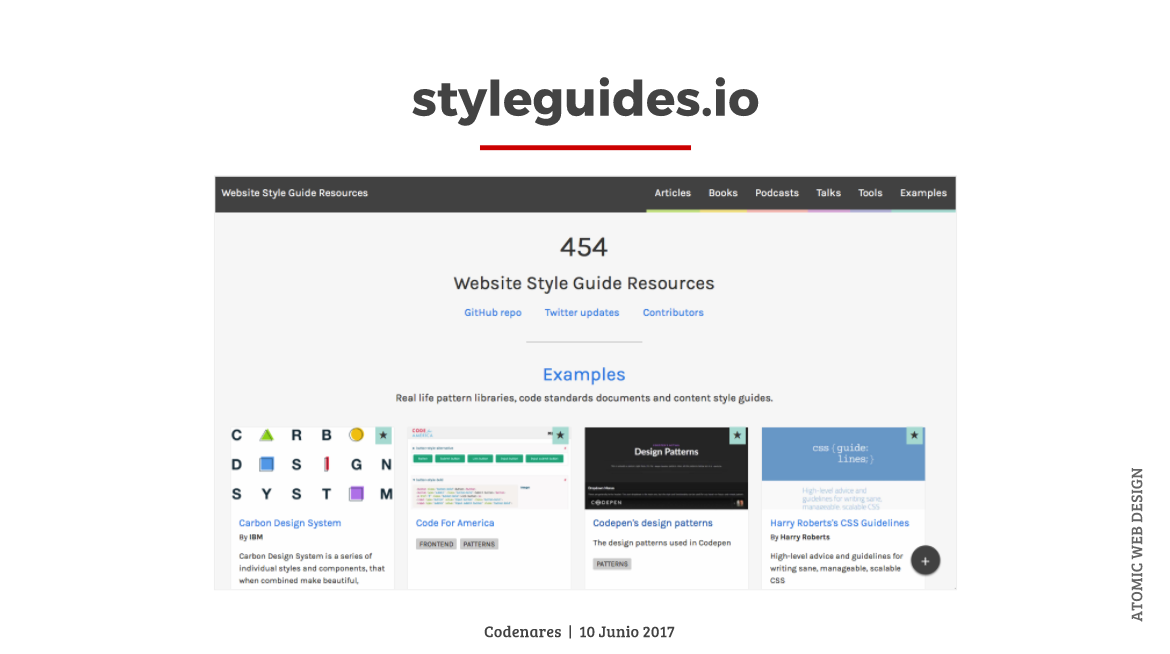 styleguides.io
Website Style Guide Resources
Articles Books Podcasts Talks Tools Examples
454
Website Style Guide Resources
GitHub repo Twitter updates Contributors
Examples
Real life pattern libraries, code standards documents and content style guides.
C A R B
D S I G N
S Y S T M
CODE
AMERICA
Design Patterns
CODEPEN
css {guide:
lines;}
High-level advice and
guidelines for writing sane,
manageable, scalable CSS
Carbon Design System
By IBM
Carbon Design System is a series of
individual styles and components, that
when combined make beautiful,
Code For America
FRONTEND PATTERNS
Codepen's design patterns
The design patterns used in Codepen
PATTERNS
Harry Roberts's CSS Guidelines
By Harry Roberts
High-level advice and guidelines for
writing sane, manageable, scalable
CSS
+
Codenares | 10 Junio 2017
ATOMIC WEB DESIGN